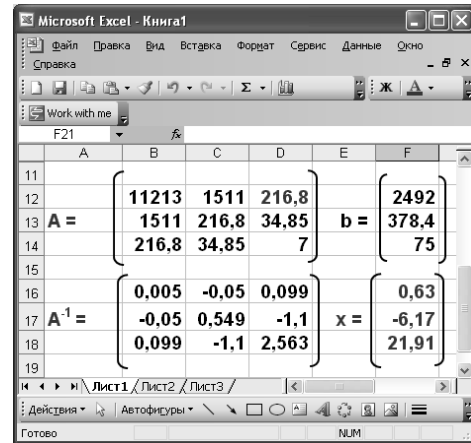 Microsoft Excel - Книга1
Файл Правка Вид Вставка Формат Сервис Данные Окно
Справка
Σ Ж А
Work with me
F21 fx
A B C D E F
11
12 11213 1511 216,8 2492
13 A = 1511 216,8 34,85 b = 378,4
14 216,8 34,85 7 75
15
16 0,005 -0,05 0,099 0,63
17 A-1 = -0,05 0,549 -1,1 x = -6,17
18 0,099 -1,1 2,563 21,91
19
Лист1 Лист2 Лист3
Действия Автофигуры
Готово NUM